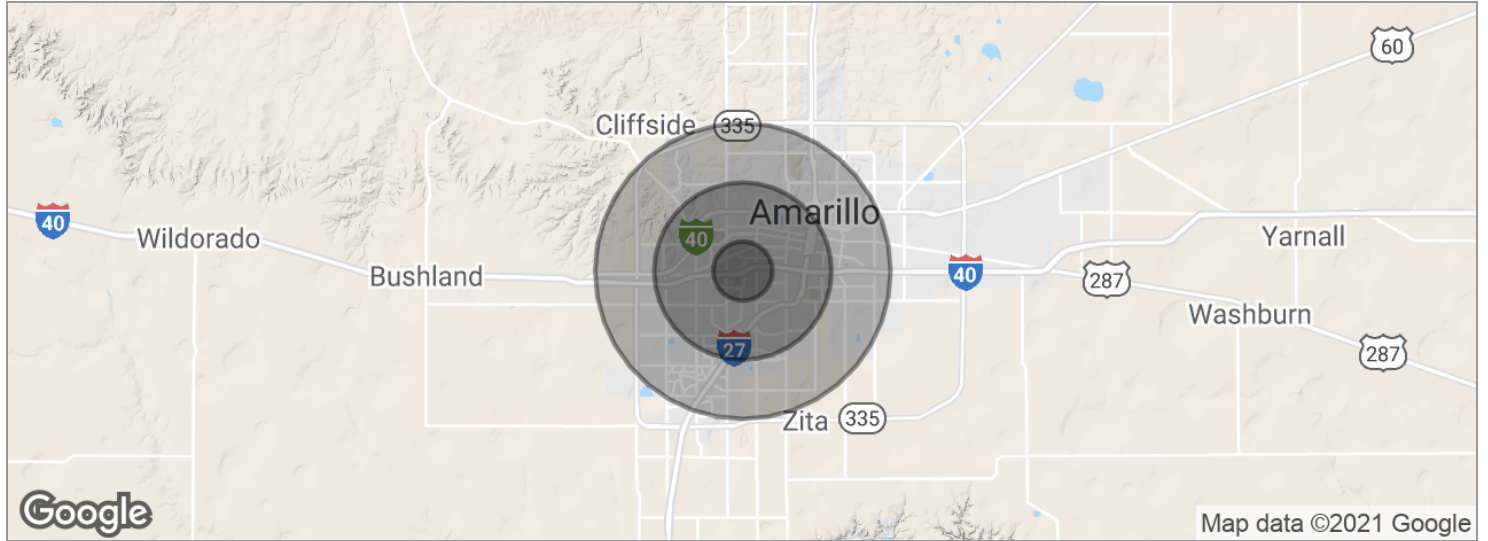 60
Cliffside
335
Amarillo
40
40
Wildorado
Yarnall
Bushland
40
287
Washburn
27
287
Zita
335
Google
Map data ©2021 Google